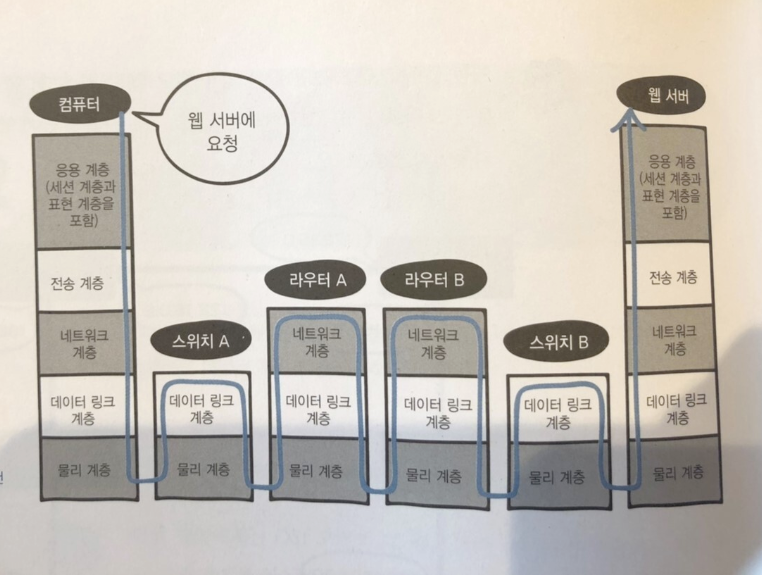 컴퓨터
웹 서버에
요청
웹 서버
응용 계층
(세션 계층과
표현 계층을
포함)
응용 계층
(세션 계층과
표현 계층을
포함)
전송 계층
라우터 A
라우터 B
전송 계층
네트워크
계층
스위치 A
네트워크
계층
네트워크
계층
스위치 B
네트워크
계층
데이터 링크
계층
데이터 링크
계층
데이터 링크
계층
데이터 링크
계층
데이터 링크
계층
데이터 링크
계층
물리 계층
물리 계층
물리 계층
물리 계층
물리 계층
물리 계층